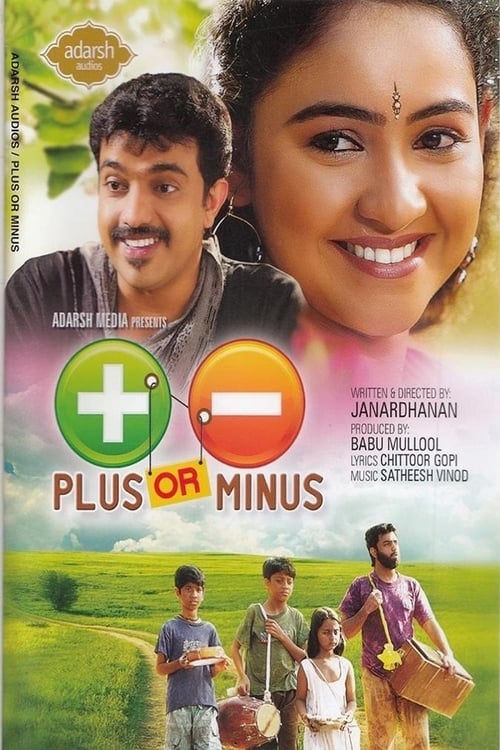 adarsh
audios
ADARSH AUDIOS / PLUS OR MINUS
ADARSH MEDIA PRESENTS
PLUS OR MINUS
WRITTEN & DIRECTED BY:
JANARDHANAN
PRODUCED BY:
BABU MULLOOL
LYRICS CHITTOOR GOPI
MUSIC SATHEESH VINOD